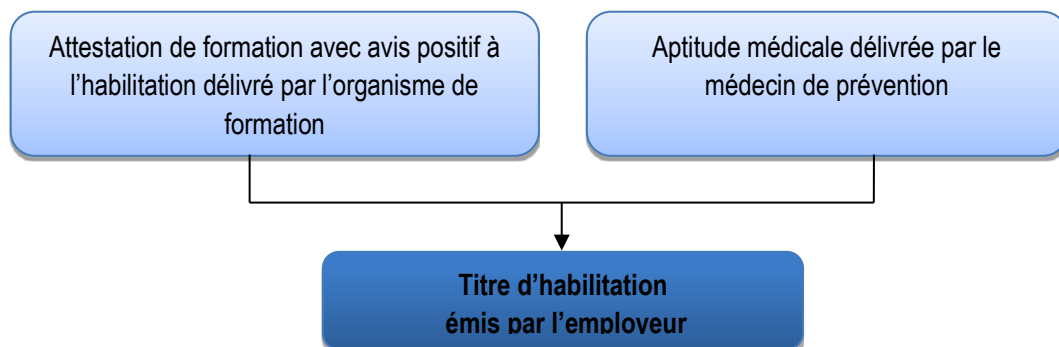 Attestation de formation avec avis positif à
l'habilitation délivré par l'organisme de
formation
Aptitude médicale délivrée par le
médecin de prévention
Titre d'habilitation
émis par l'employeur